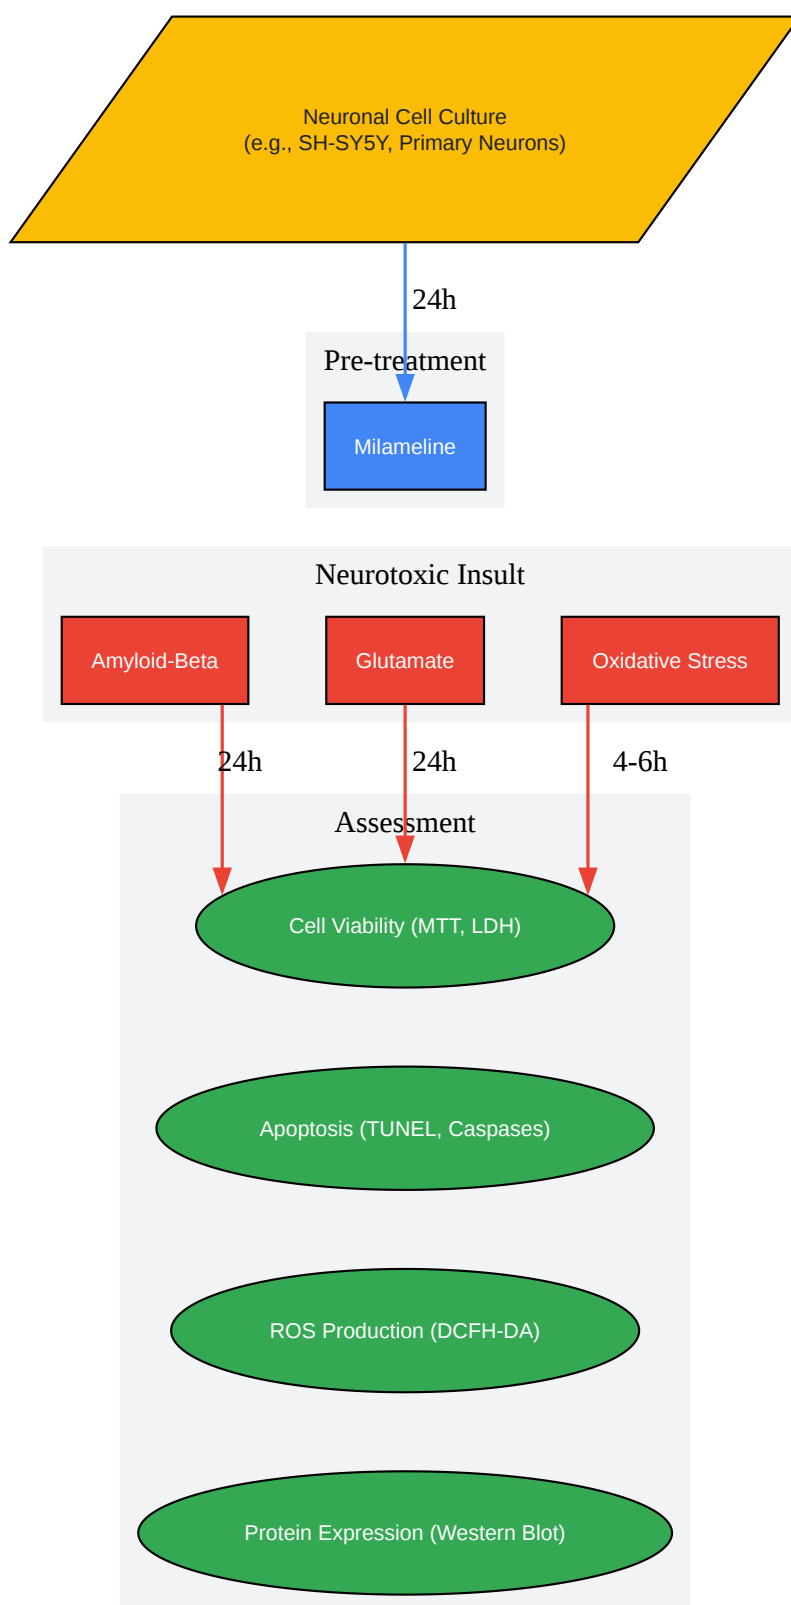 Neuronal Cell Culture
(e.g., SH-SY5Y, Primary Neurons)
24h
Pre-treatment
Milameline
Neurotoxic Insult
Amyloid-Beta
Glutamate
Oxidative Stress
24h
24h
4-6h
Assessment
Cell Viability (MTT, LDH)
Apoptosis (TUNEL, Caspases)
ROS Production (DCFH-DA)
Protein Expression (Western Blot)